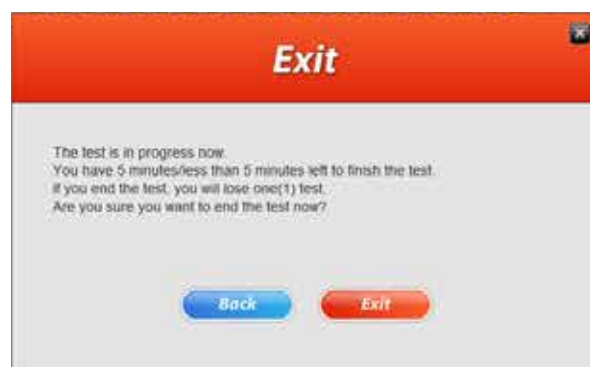 Exit
The test is in progress now.
You have 5 minutes/less than 5 minutes left to finish the test.
If you end the test, you will lose one(1) test.
Are you sure you want to end the test now?
Back
Exit